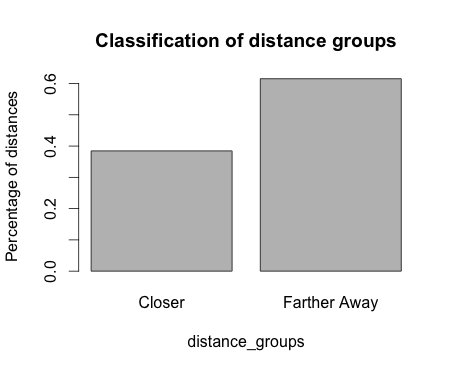 Classification of distance groups
Percentage of distances
0.6
0.4
0.2
0.0
Closer
Farther Away
distance_groups